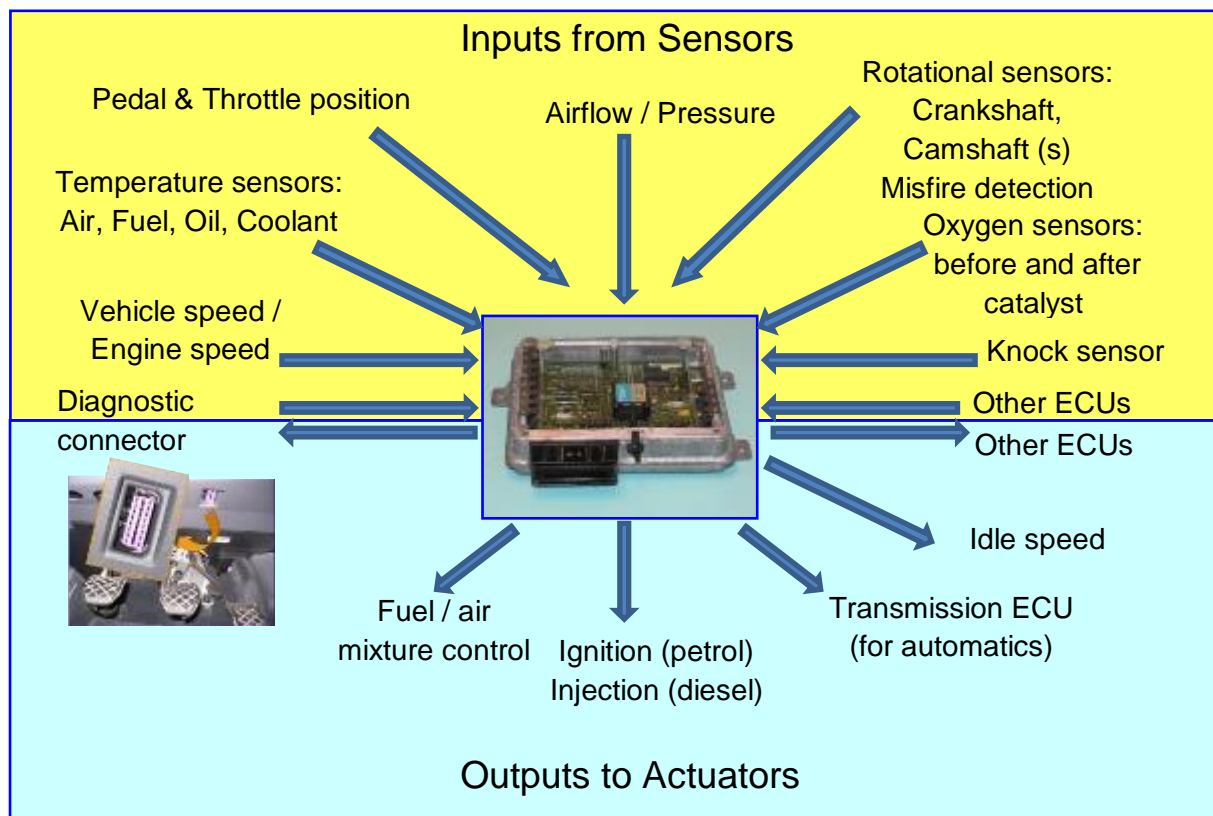 Inputs from Sensors
Pedal & Throttle position
Airflow / Pressure
Rotational sensors:
Crankshaft,
Camshaft (s)
Misfire detection
Temperature sensors:
Air, Fuel, Oil, Coolant
Oxygen sensors:
before and after
catalyst
Vehicle speed /
Engine speed
Knock sensor
Diagnostic
connector
Other ECUs
Other ECUs
Idle speed
Fuel / air
mixture control
Ignition (petrol)
Injection (diesel)
Transmission ECU
(for automatics)
Outputs to Actuators